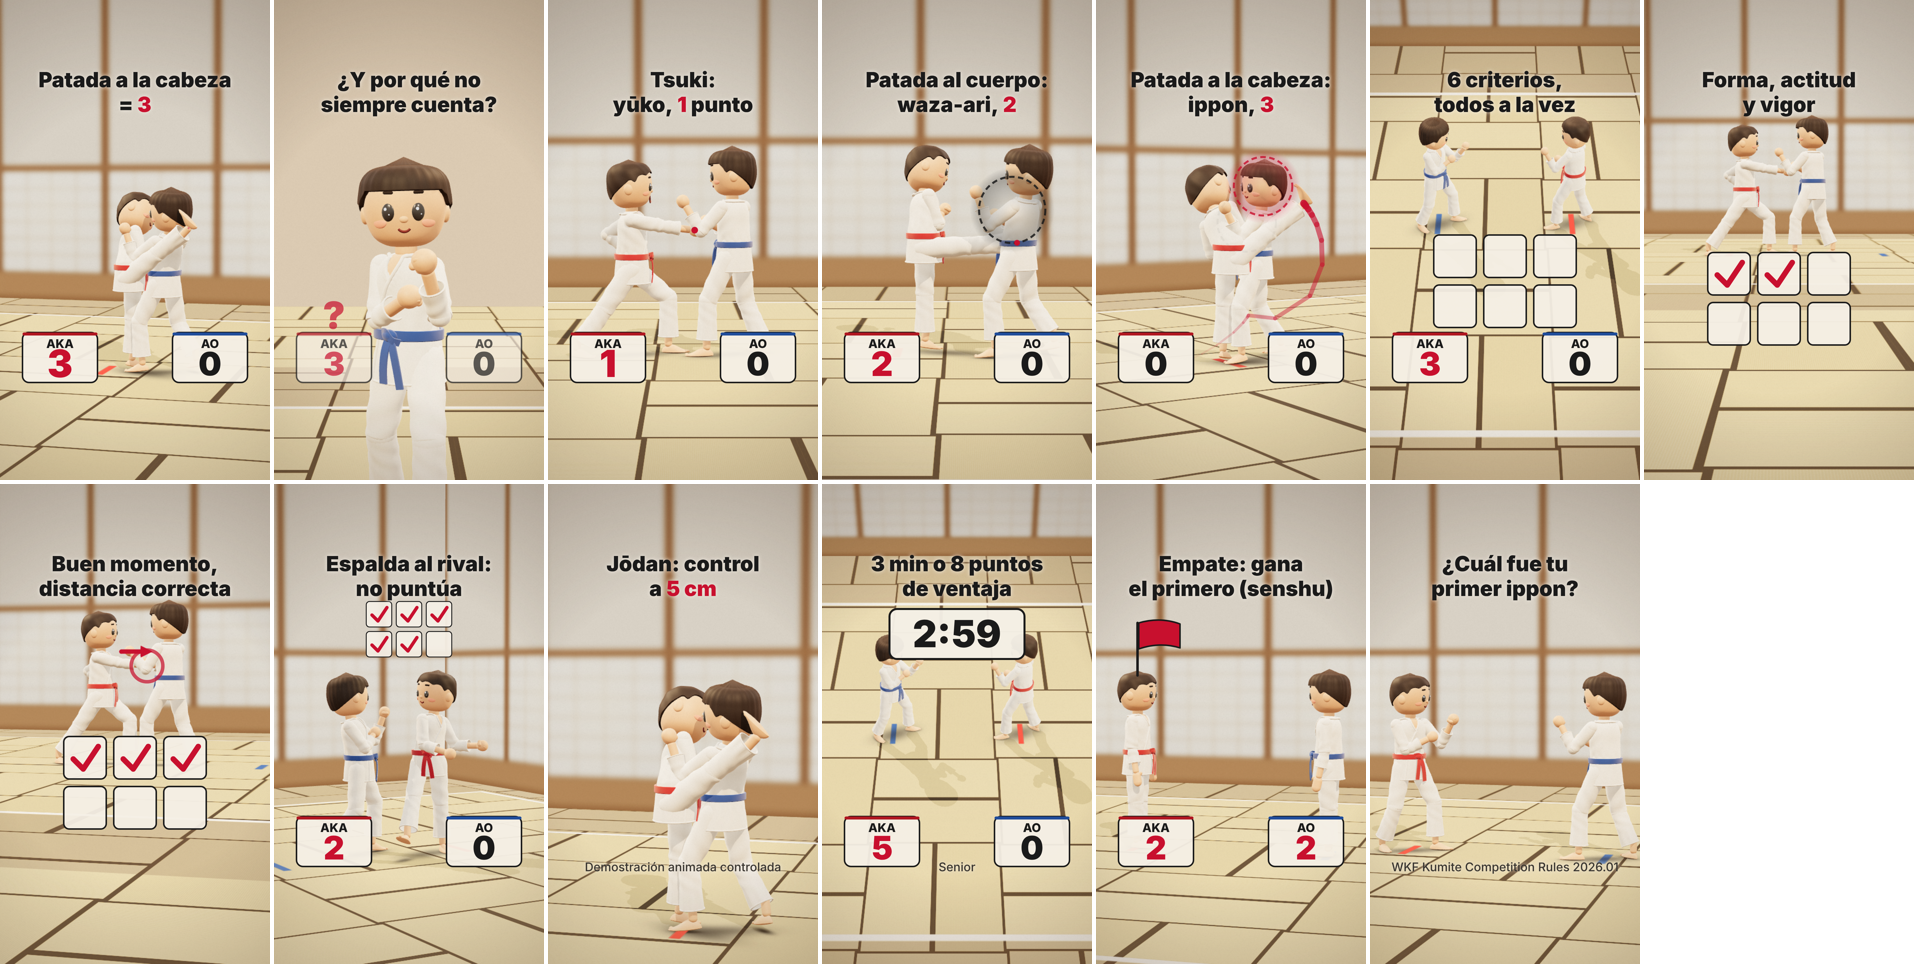 Patada a la cabeza
= 3
AKA
3
AO
0
¿Y por qué no
siempre cuenta?
?
AKA
3
AO
0
Tsuki:
yūko, 1 punto
AKA
1
AO
0
Patada al cuerpo:
waza-ari, 2
AKA
2
AO
0
Patada a la cabeza:
ippon, 3
AKA
0
AO
0
6 criterios,
todos a la vez
AKA
3
AO
0
Forma, actitud
y vigor
Buen momento,
distancia correcta
Espalda al rival:
no puntúa
AKA
2
AO
0
Jōdan: control
a 5 cm
Demostración animada controlada
3 min o 8 puntos
de ventaja
2:59
AKA
5
AO
0
Senior
Empate: gana
el primero (senshu)
AKA
2
AO
2
¿Cuál fue tu
primer ippon?
WKF Kumite Competition Rules 2026.01